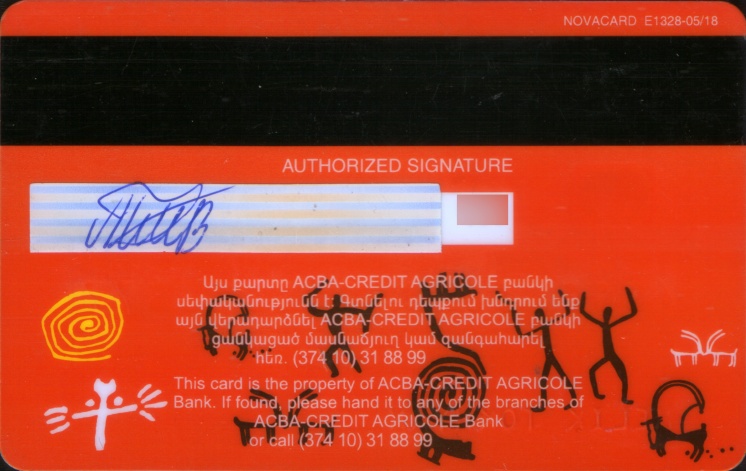 NOVACARD E1328-05/18
AUTHORIZED SIGNATURE
Այս քարտը ACBA-CREDIT AGRICOLE բանկի
սեփականություն է: Գտնելու դեպքում խնդրում ենք
այն վերադարձնել ACBA-CREDIT AGRICOLE բանկի
ցանկացած մասնաճյուղ կամ զանգահարել
հեռ. (374 10) 31 88 99
This card is the property of ACBA-CREDIT AGRICOLE
Bank. If found, please hand it to any of the branches of
ACBA-CREDIT AGRICOLE Bank
or call (374 10) 31 88 99